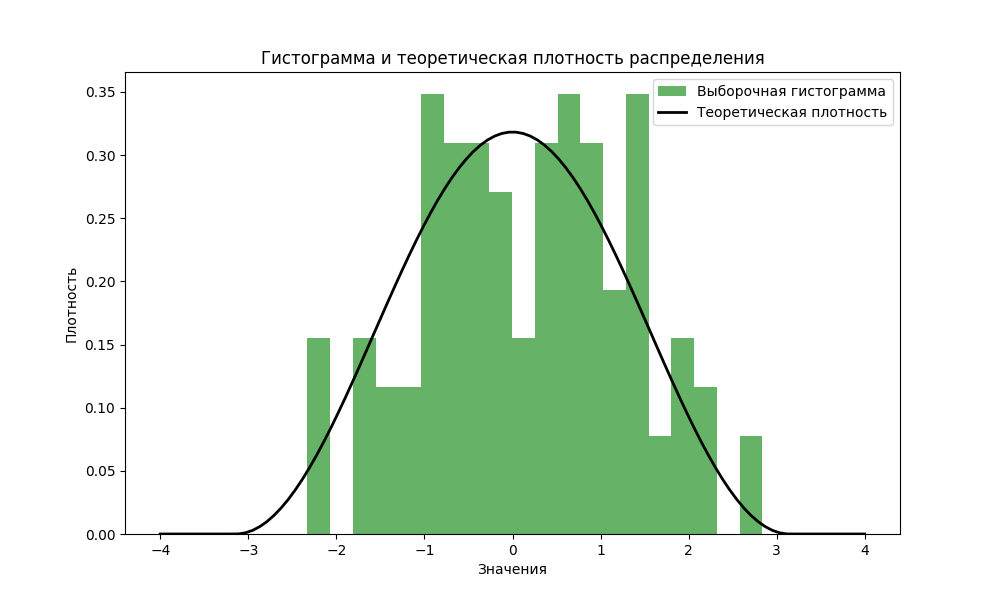 Гистограмма и теоретическая плотность распределения
Выборочная гистограмма
Теоретическая плотность
Плотность
0.35
0.30
0.25
0.20
0.15
0.10
0.05
0.00
−4 −3 −2 −1 0 1 2 3 4
Значения